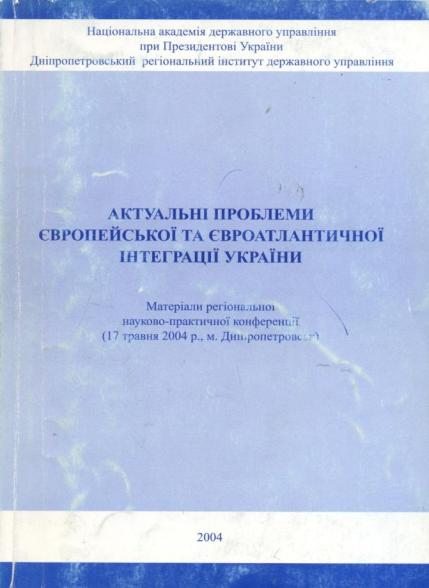 Національна академія державного управління
при Президентові України
Дніпропетровський регіональний інститут державного управління
АКТУАЛЬНІ ПРОБЛЕМИ
ЄВРОПЕЙСЬКОЇ ТА ЄВРОАТЛАНТИЧНОЇ
ІНТЕГРАЦІЇ УКРАЇНИ
Матеріали регіональної
науково-практичної конференції
(17 травня 2004 р., м. Дніпропетровськ)
2004